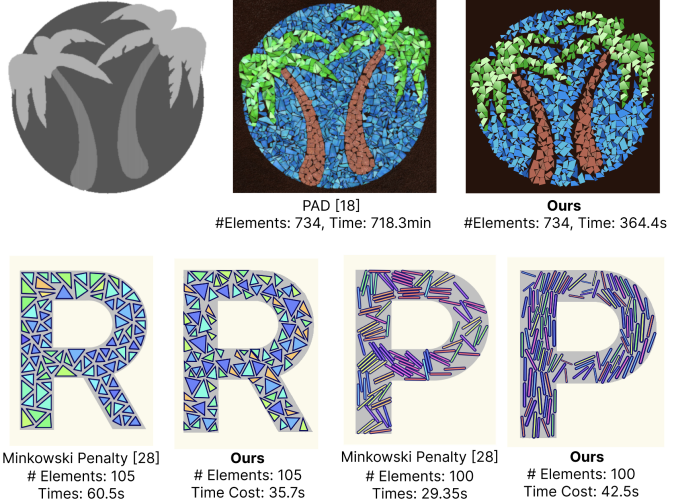 PAD [18]
#Elements: 734, Time: 718.3min
Ours
#Elements: 734, Time: 364.4s
Minkowski Penalty [28]
# Elements: 105
Times: 60.5s
Ours
# Elements: 105
Time Cost: 35.7s
Minkowski Penalty [28]
# Elements: 100
Times: 29.35s
Ours
# Elements: 100
Time Cost: 42.5s